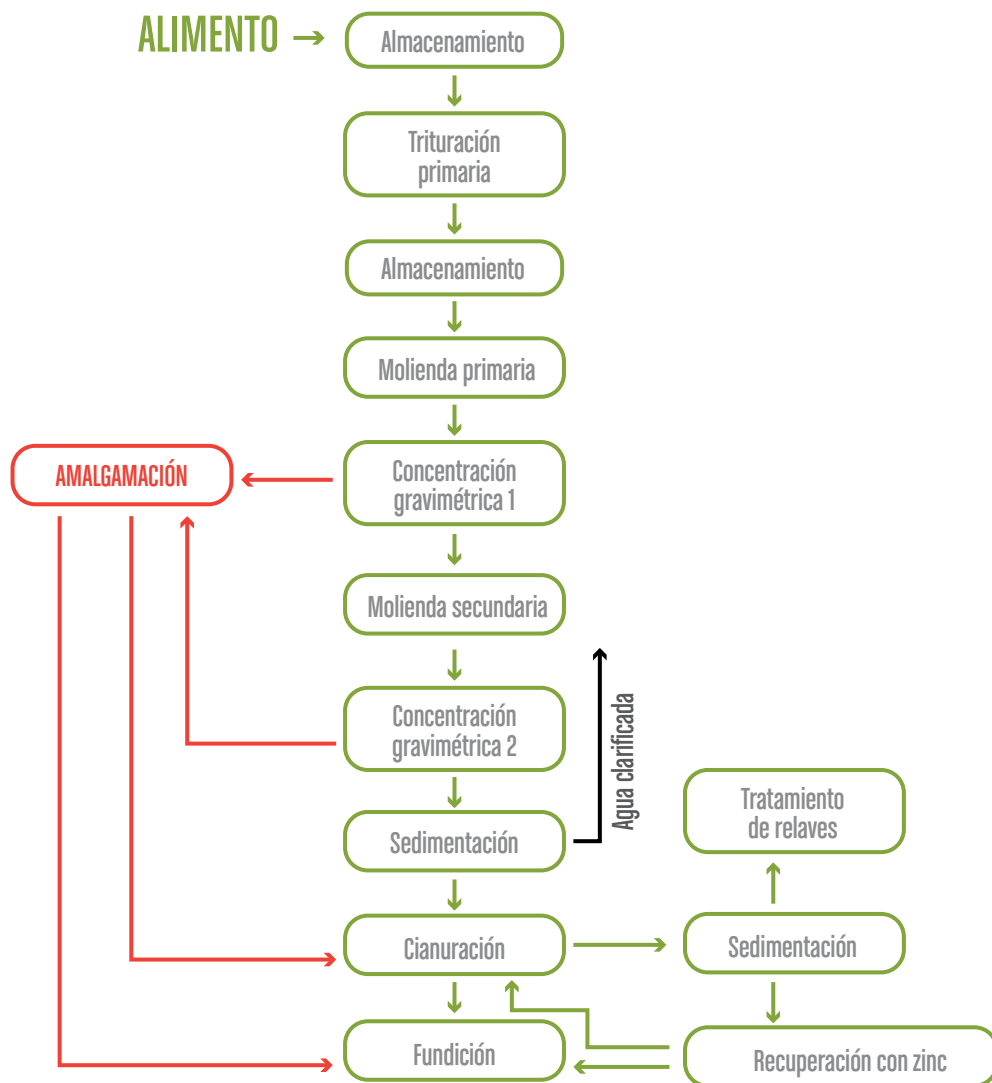 ALIMENTO
Almacenamiento
Trituración
primaria
Almacenamiento
Molienda primaria
AMALGAMACIÓN
Concentración
gravimétrica 1
Molienda secundaria
Concentración
gravimétrica 2
Agua clarificada
Sedimentación
Tratamiento
de relaves
Cianuración
Sedimentación
Fundición
Recuperación con zinc